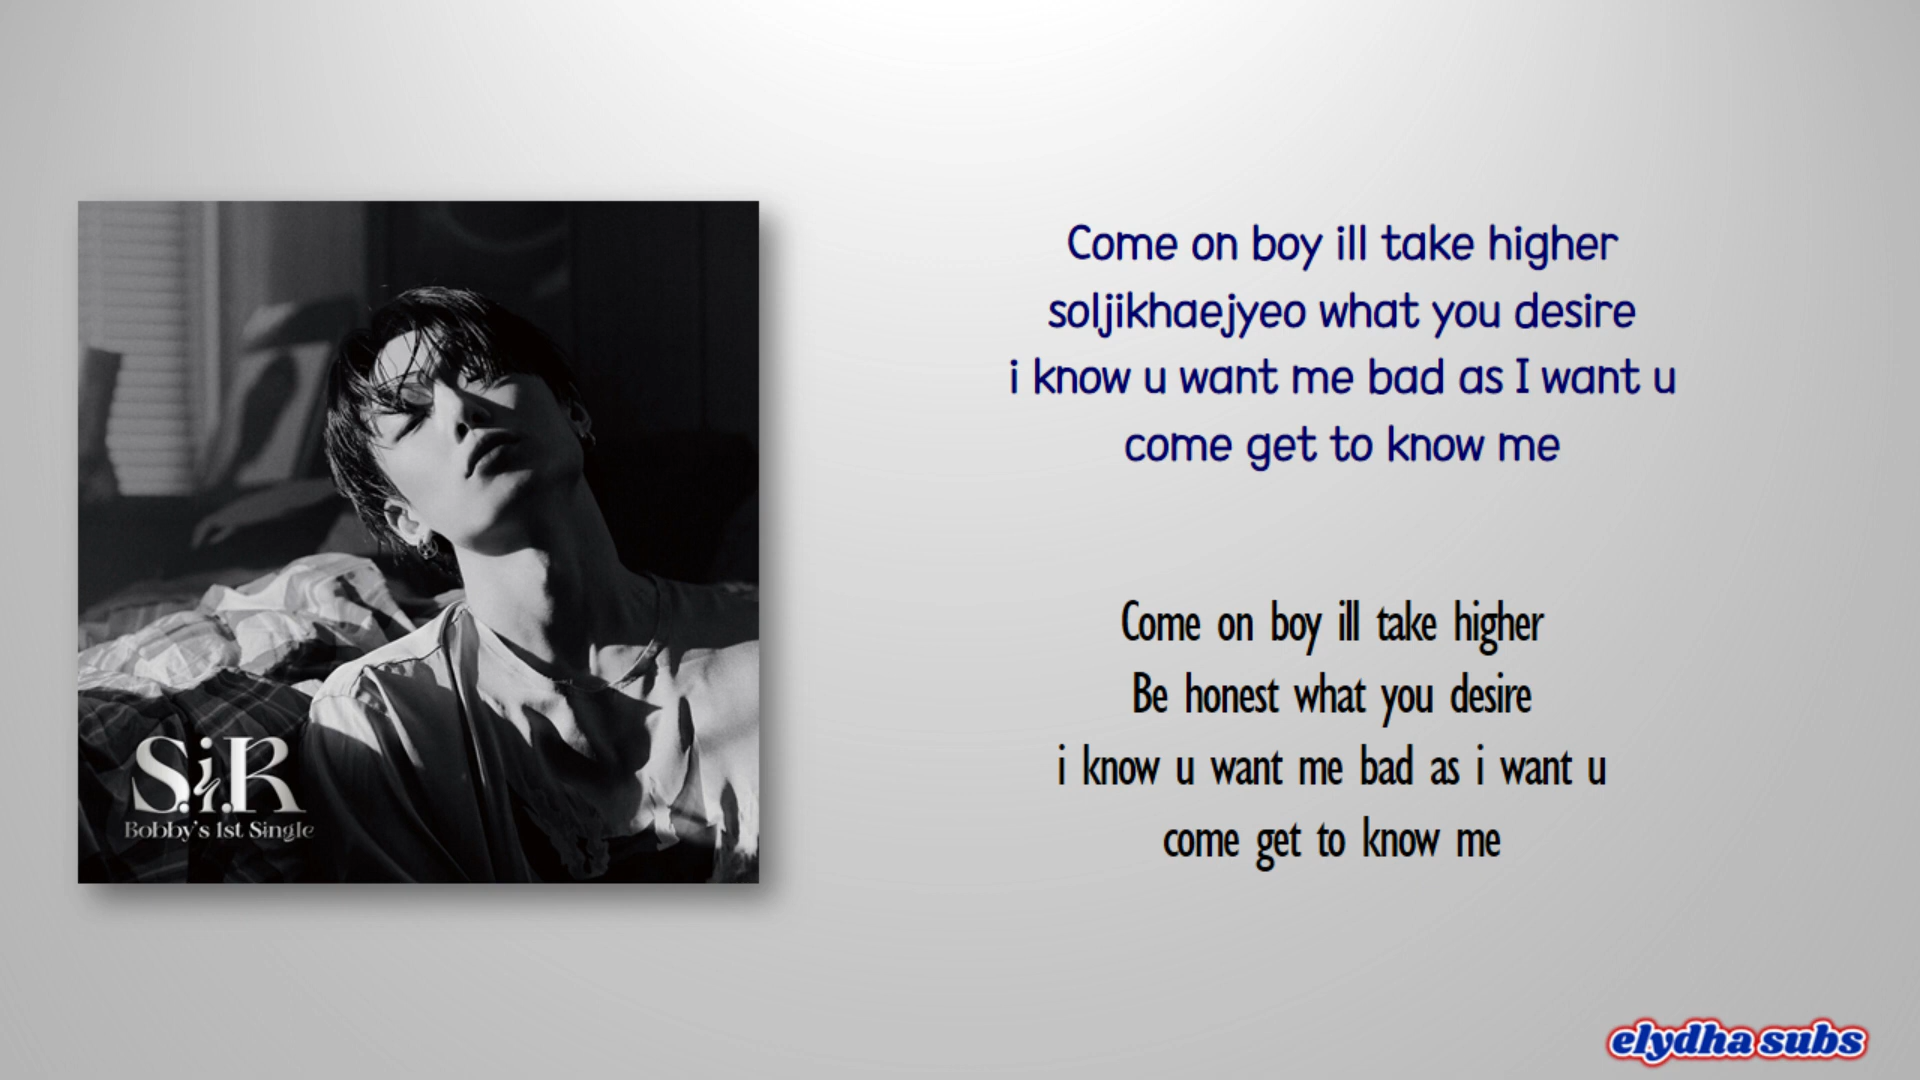 Come on boy ill take higher
soljikhaejyeo what you desire
i know u want me bad as I want u
come get to know me
Come on boy ill take higher
Be honest what you desire
i know u want me bad as i want u
come get to know me
S.i.R
Bobby's 1st Single
elydha subs